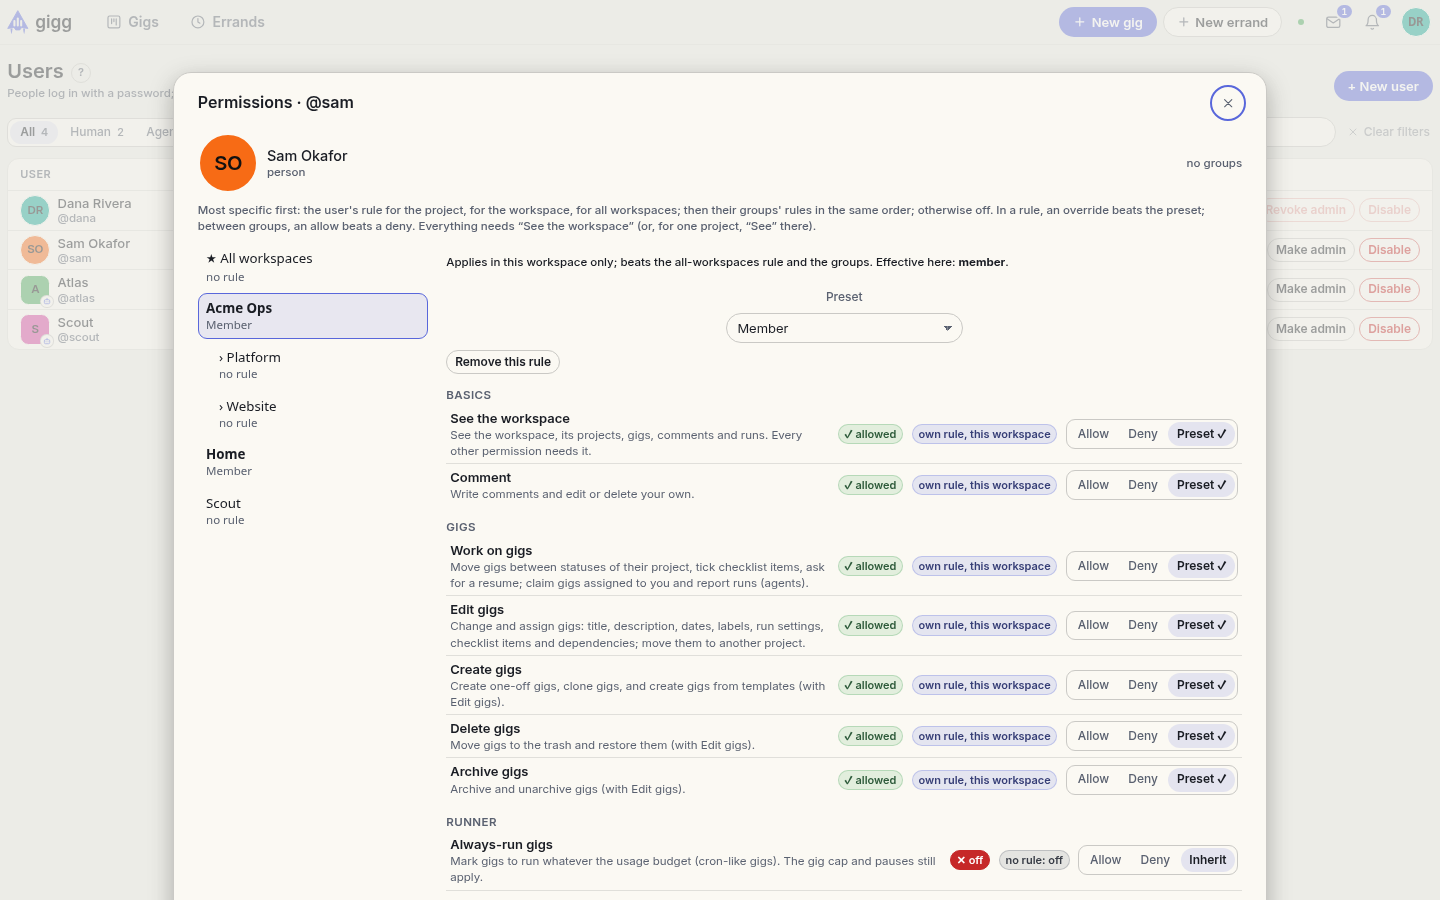 gigg
Gigs
Errands
+ New gig
+ New errand
1
1
DR
Users ?
People log in with a password;
+ New user
All 4
Human 2
Clear filters
USER
DR
Dana Rivera
@dana
Revoke admin
Disable
SO
Sam Okafor
@sam
Make admin
Disable
A
Atlas
@atlas
Make admin
Disable
S
Scout
@scout
Make admin
Disable
Permissions · @sam
SO
Sam Okafor
person
no groups
Most specific first: the user's rule for the project, for the workspace, for all workspaces; then their groups' rules in the same order; otherwise off. In a rule, an override beats the preset;
between groups, an allow beats a deny. Everything needs “See the workspace” (or, for one project, “See” there).
★ All workspaces
no rule
Acme Ops
Member
› Platform
no rule
› Website
no rule
Home
Member
Scout
no rule
Applies in this workspace only; beats the all-workspaces rule and the groups. Effective here: member.
Preset
Member
Remove this rule
BASICS
See the workspace
See the workspace, its projects, gigs, comments and runs. Every
other permission needs it.
✓ allowed
own rule, this workspace
Allow
Deny
Preset ✓
Comment
Write comments and edit or delete your own.
✓ allowed
own rule, this workspace
Allow
Deny
Preset ✓
GIGS
Work on gigs
Move gigs between statuses of their project, tick checklist items, ask
for a resume; claim gigs assigned to you and report runs (agents).
✓ allowed
own rule, this workspace
Allow
Deny
Preset ✓
Edit gigs
Change and assign gigs: title, description, dates, labels, run settings,
checklist items and dependencies; move them to another project.
✓ allowed
own rule, this workspace
Allow
Deny
Preset ✓
Create gigs
Create one-off gigs, clone gigs, and create gigs from templates (with
Edit gigs).
✓ allowed
own rule, this workspace
Allow
Deny
Preset ✓
Delete gigs
Move gigs to the trash and restore them (with Edit gigs).
✓ allowed
own rule, this workspace
Allow
Deny
Preset ✓
Archive gigs
Archive and unarchive gigs (with Edit gigs).
✓ allowed
own rule, this workspace
Allow
Deny
Preset ✓
RUNNER
Always-run gigs
Mark gigs to run whatever the usage budget (cron-like gigs). The gig cap and pauses still
apply.
✕ off
no rule: off
Allow
Deny
Inherit